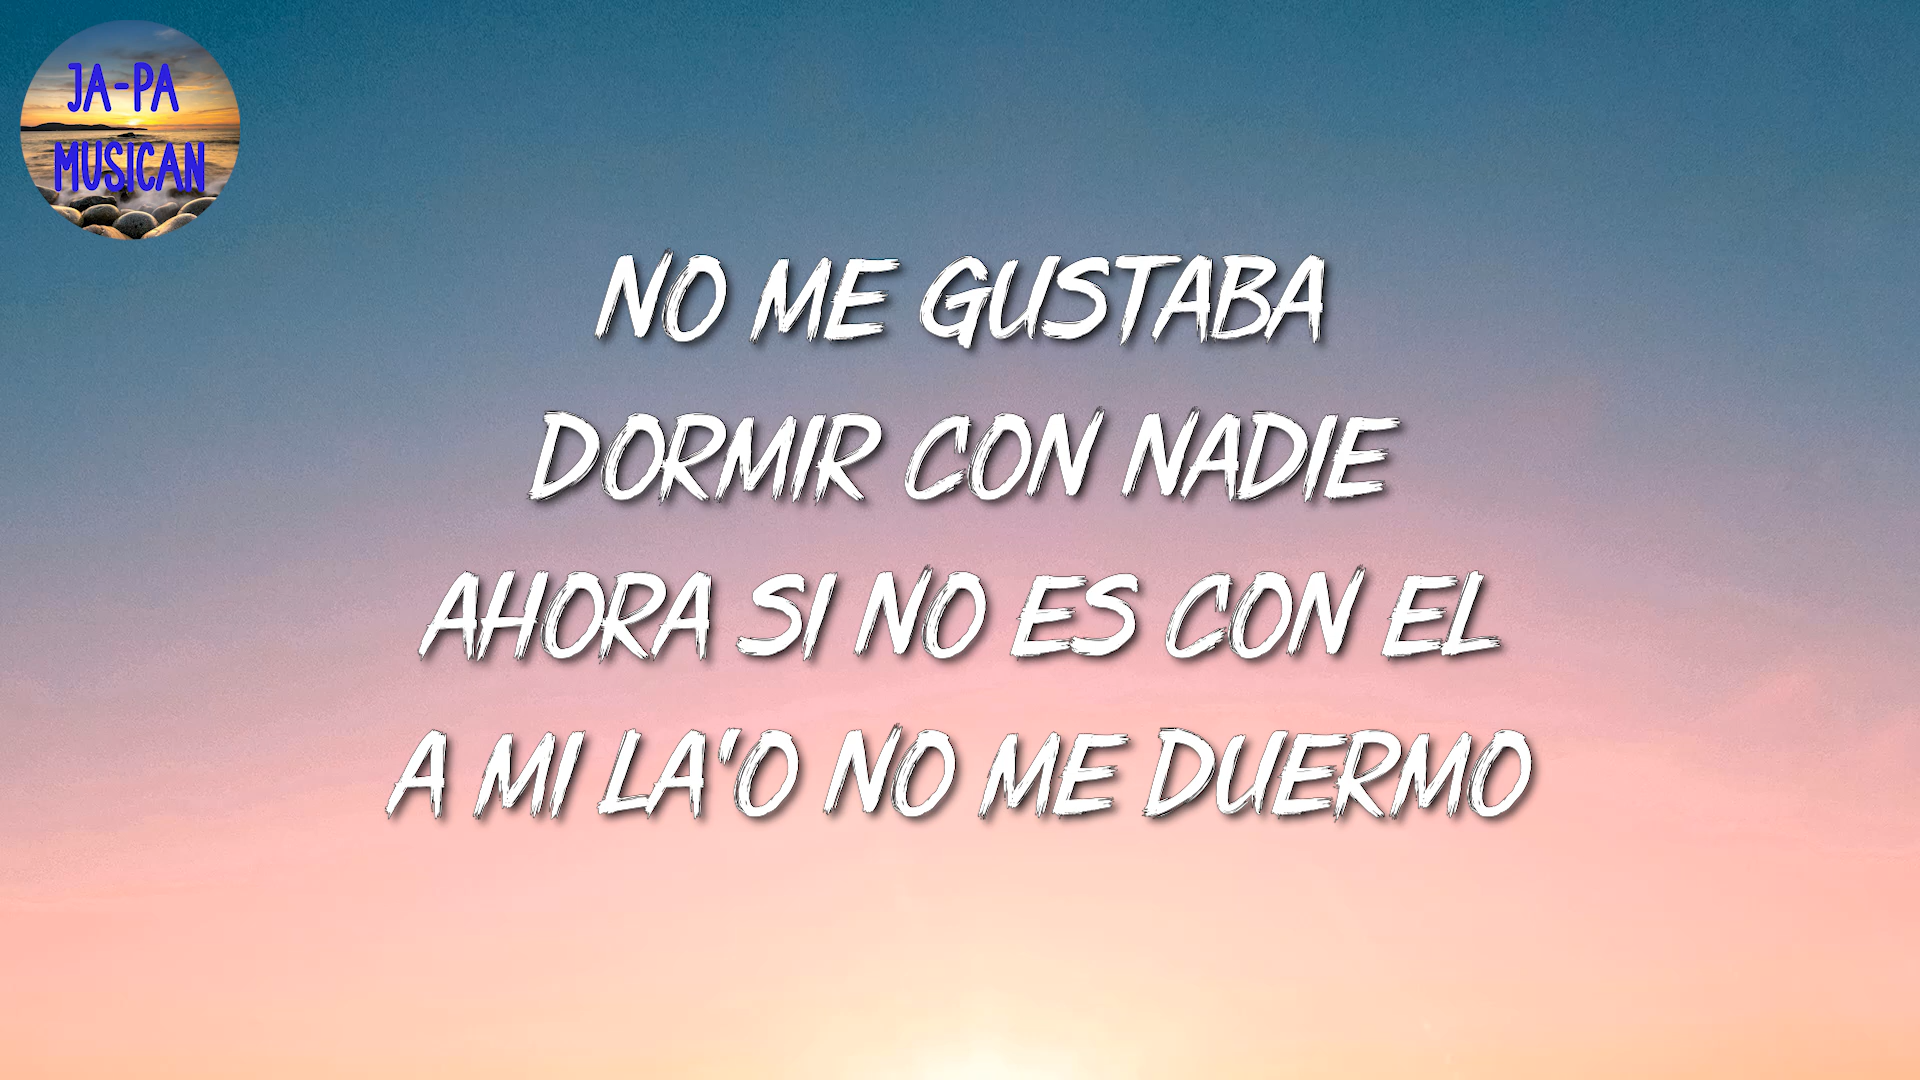 JA-PA
MUSICAN
NO ME GUSTABA
DORMIR CON NADIE
AHORA SI NO ES CON EL
A MI LA'O NO ME DUERMO